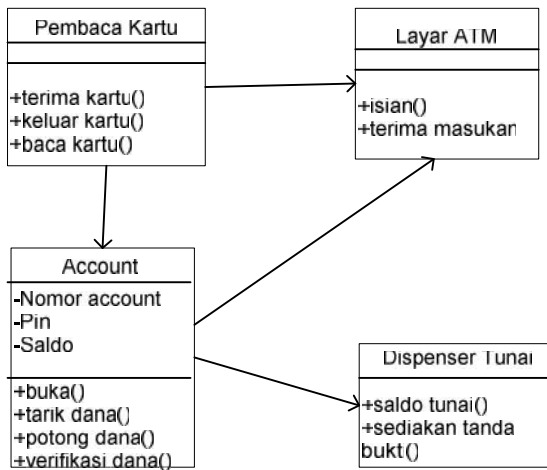 Pembaca Kartu
+terima kartu()
+keluar kartu()
+baca kartu()
Layar ATM
+isian()
+terima masukan
Account
-Nomor account
-Pin
-Saldo
+buka()
+tarik dana()
+potong dana()
+verifikasi dana()
Dispenser Tunai
+saldo tunai()
+sediakan tanda
bukt()